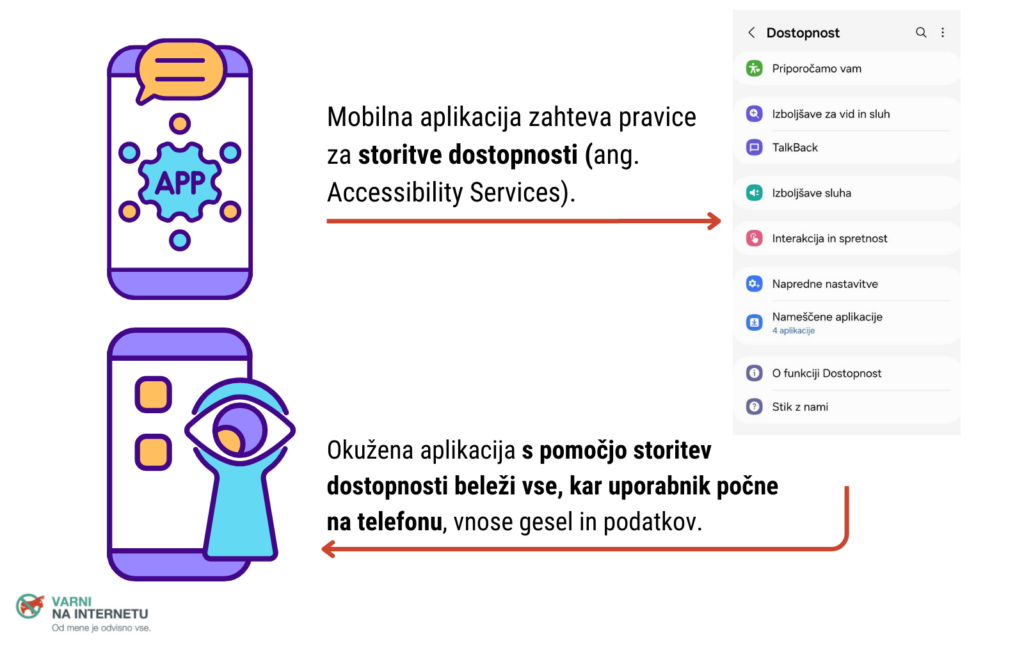 APP
Mobilna aplikacija zahteva pravice
za storitve dostopnosti (ang.
Accessibility Services).
Dostopnost
Priporočamo vam
Izboljšave za vid in sluh
TalkBack
Izboljšave sluha
Interakcija in spretnost
Napredne nastavitve
Nameščene aplikacije
4 aplikacije
O funkciji Dostopnost
Stik z nami
Okužena aplikacija s pomočjo storitev
dostopnosti beleži vse, kar uporabnik počne
na telefonu, vnose gesel in podatkov.
VARNI
NA INTERNETU
Od mene je odvisno vse.